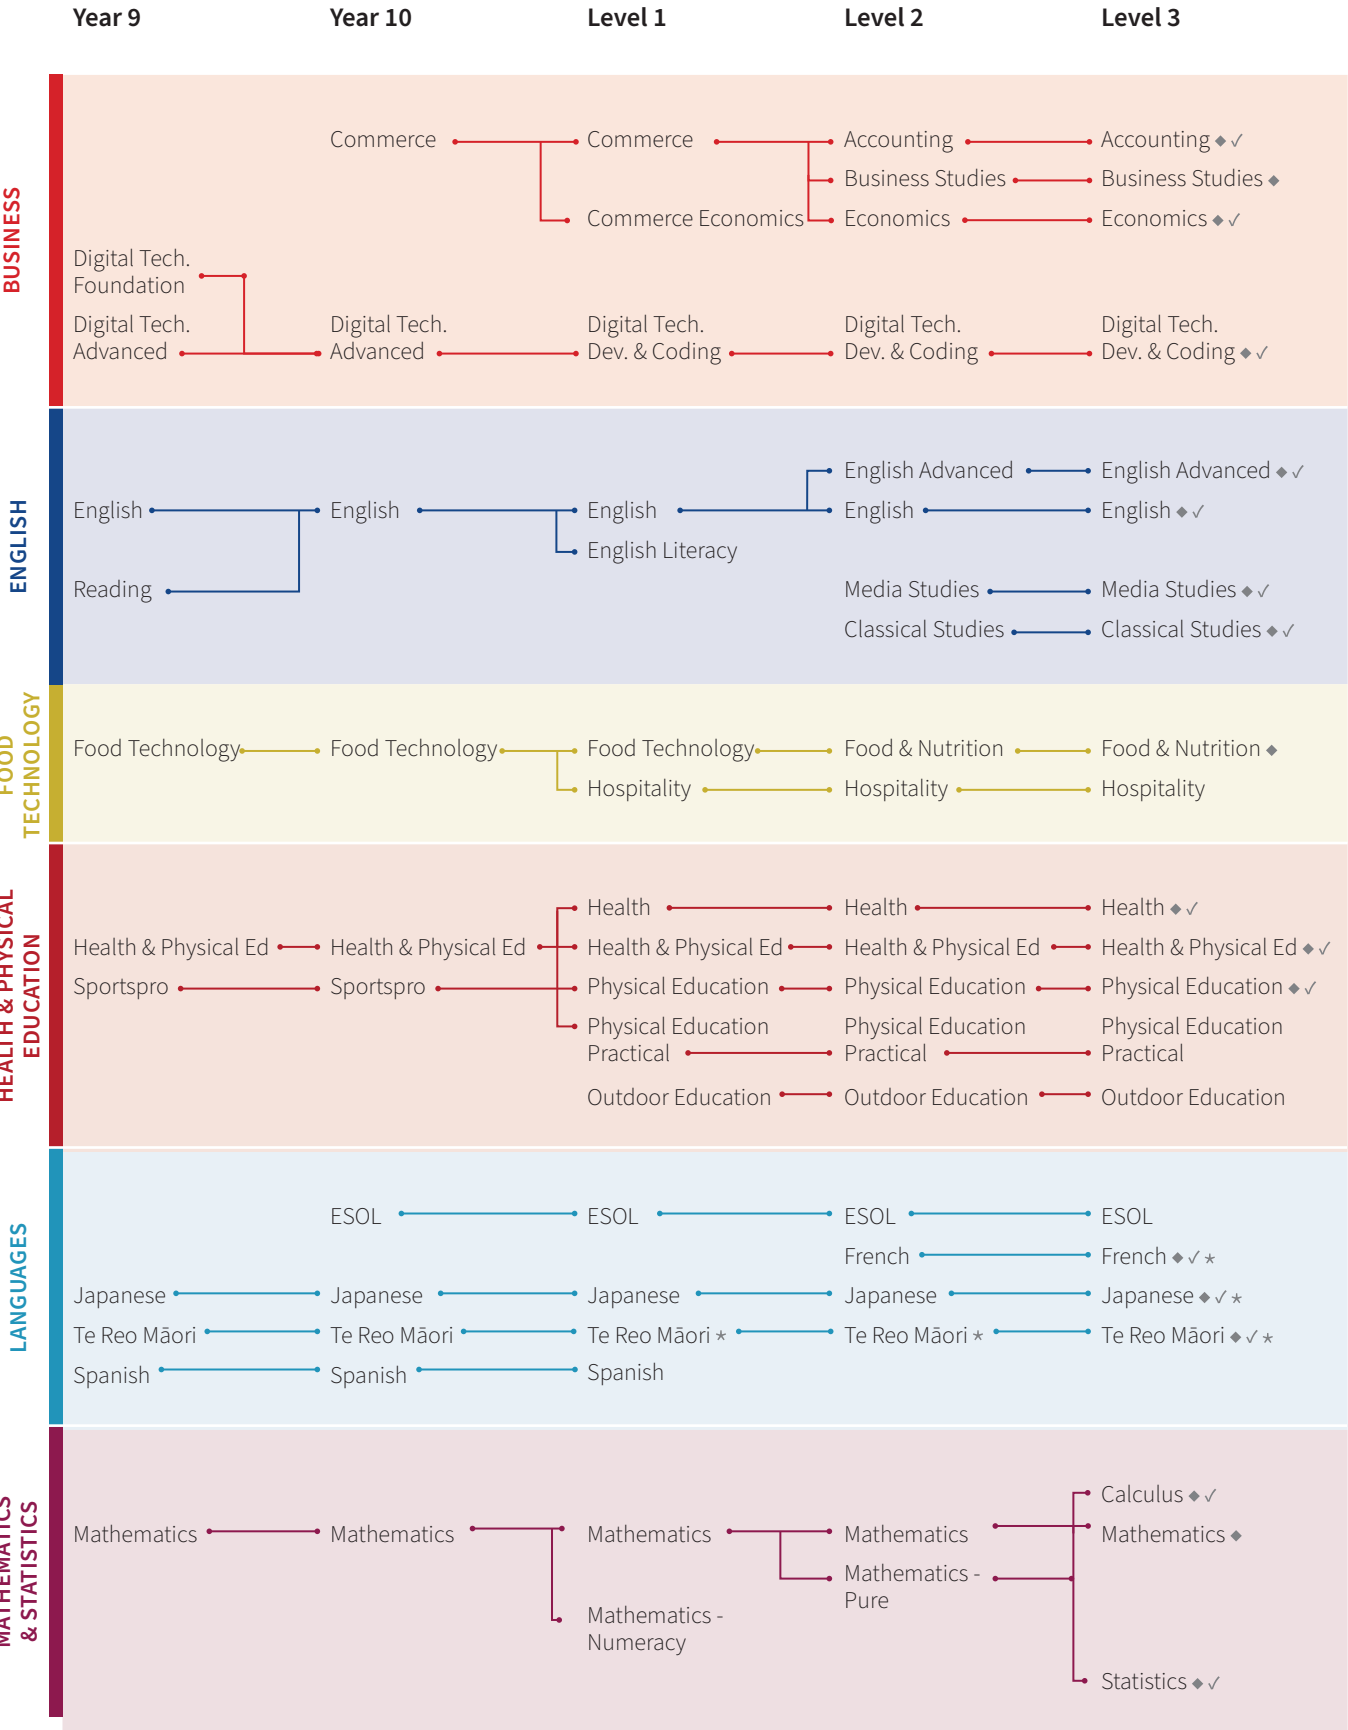 Year 9 Year 10 Level 1 Level 2 Level 3
BUSINESS
Commerce Commerce Accounting Accounting ◆ ✓
Business Studies Business Studies ◆
Commerce Economics Economics Economics ◆ ✓
Digital Tech.
Foundation
Digital Tech. Digital Tech. Digital Tech. Digital Tech. Digital Tech.
Advanced Advanced Dev. & Coding Dev. & Coding Dev. & Coding ◆ ✓
ENGLISH
English Advanced English Advanced ◆ ✓
English English English English English ◆ ✓
English Literacy
Reading Media Studies Media Studies ◆ ✓
Classical Studies Classical Studies ◆ ✓
FOOD
TECHNOLOGY
Food Technology Food Technology Food Technology Food & Nutrition Food & Nutrition ◆
Hospitality Hospitality Hospitality
HEALTH & PHYSICAL
EDUCATION
Health Health Health ◆ ✓
Health & Physical Ed Health & Physical Ed Health & Physical Ed Health & Physical Ed Health & Physical Ed ◆ ✓
Sportspro Sportspro Physical Education Physical Education Physical Education ◆ ✓
Physical Education Physical Education Physical Education
Practical Practical Practical
Outdoor Education Outdoor Education Outdoor Education
LANGUAGES
ESOL ESOL ESOL ESOL
French French ◆ ✓ *
Japanese Japanese Japanese Japanese Japanese ◆ ✓ *
Te Reo Māori Te Reo Māori Te Reo Māori * Te Reo Māori * Te Reo Māori ◆ ✓ *
Spanish Spanish Spanish
MATHEMATICS
& STATISTICS
Calculus ◆ ✓
Mathematics Mathematics Mathematics Mathematics Mathematics ◆
Mathematics -
Pure
Mathematics -
Numeracy
Statistics ◆ ✓